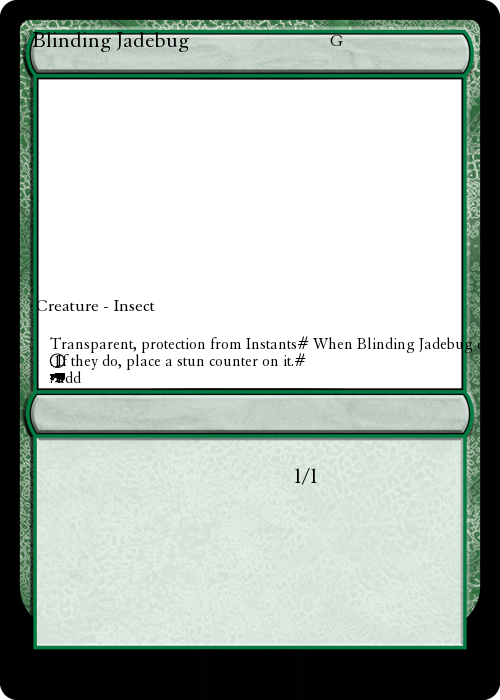 Blinding Jadebug G
Creature - Insect
Transparent, protection from Instants# When Blinding Jadebug
If they do, place a stun counter on it.#
Add
1/1